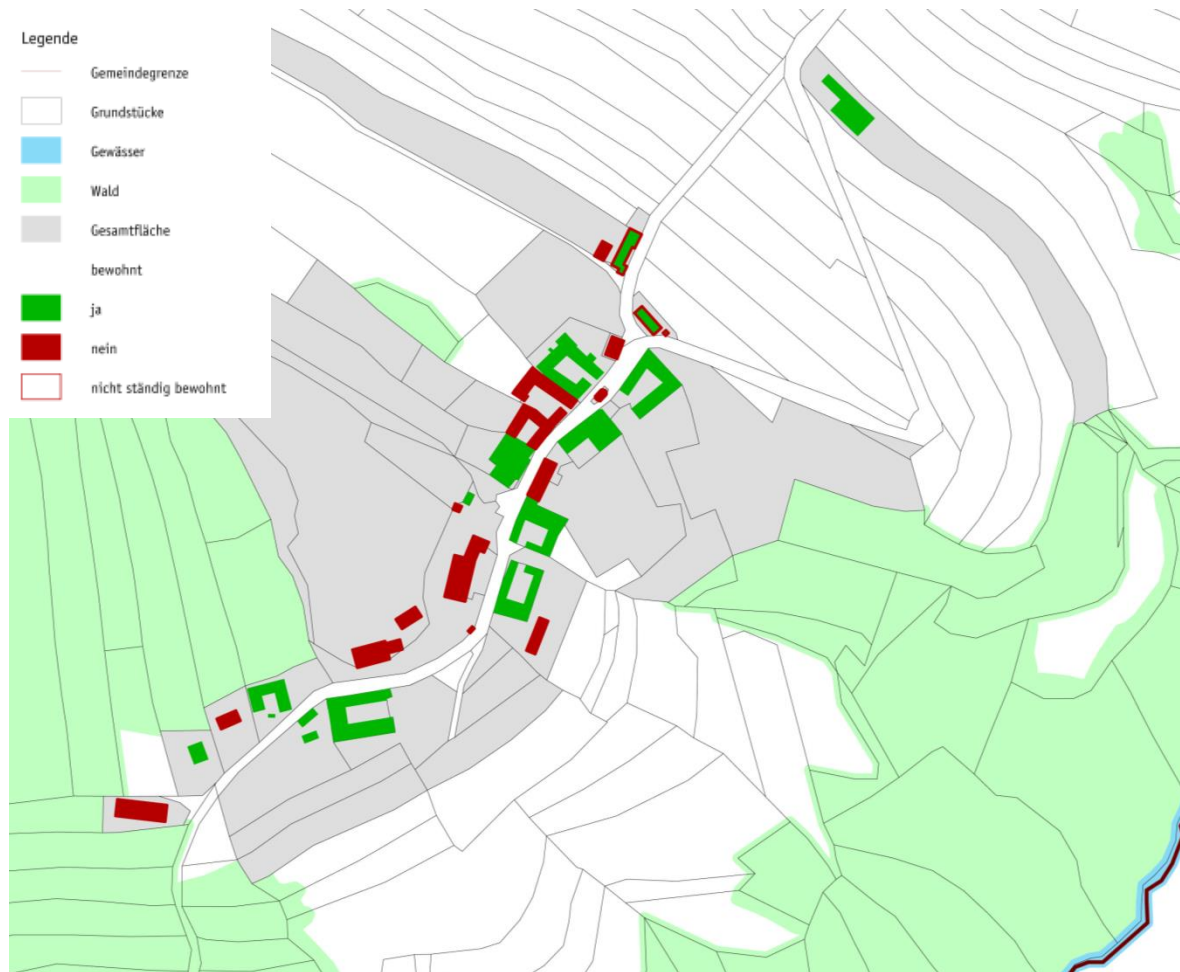 Legende
Gemeindegrenze
Grundstücke
Gewässer
Wald
Gesamtfläche
bewohnt
ja
nein
nicht ständig bewohnt